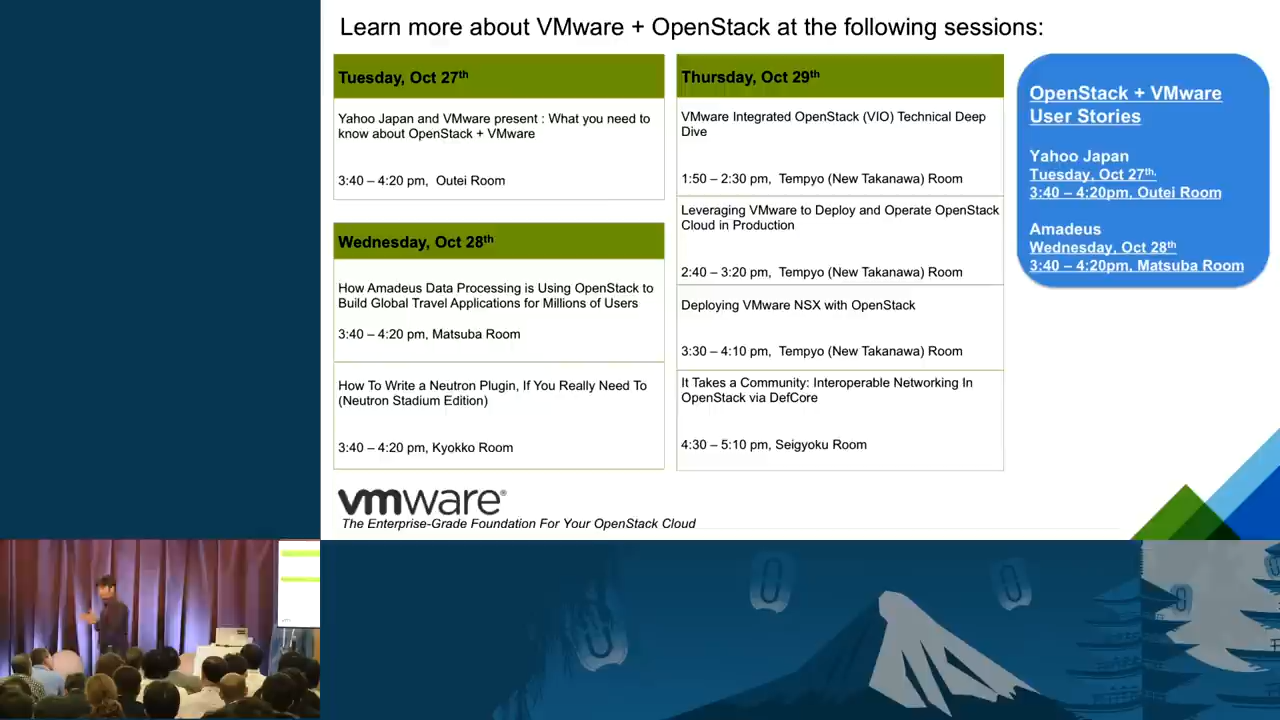 Learn more about VMware + OpenStack at the following sessions:
Tuesday, Oct 27th
Yahoo Japan and VMware present : What you need to
know about OpenStack + VMware
3:40 – 4:20 pm,  Outei Room
Wednesday, Oct 28th
How Amadeus Data Processing is Using OpenStack to
Build Global Travel Applications for Millions of Users
3:40 – 4:20 pm, Matsuba Room
How To Write a Neutron Plugin, If You Really Need To
(Neutron Stadium Edition)
3:40 – 4:20 pm, Kyokko Room
Thursday, Oct 29th
VMware Integrated OpenStack (VIO) Technical Deep
Dive
1:50 – 2:30 pm,  Tempyo (New Takanawa) Room
Leveraging VMware to Deploy and Operate OpenStack
Cloud in Production
2:40 – 3:20 pm,  Tempyo (New Takanawa) Room
Deploying VMware NSX with OpenStack
3:30 – 4:10 pm,  Tempyo (New Takanawa) Room
It Takes a Community: Interoperable Networking In
OpenStack via DefCore
4:30 – 5:10 pm, Seigyoku Room
OpenStack + VMware
User Stories
Yahoo Japan
Tuesday, Oct 27th,
3:40 – 4:20pm, Outei Room
Amadeus
Wednesday, Oct 28th
3:40 – 4:20pm, Matsuba Room
vmware®
The Enterprise-Grade Foundation For Your OpenStack Cloud